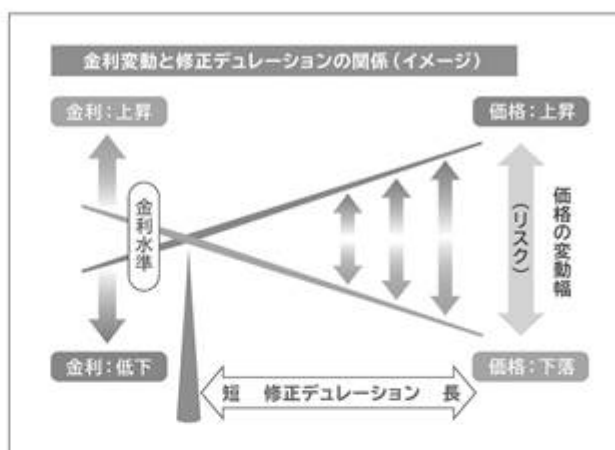 金利変動と修正デュレーションの関係（イメージ）
金利：上昇
価格：上昇
金利水準
価格の変動幅
（リスク）
金利：低下
価格：下落
短 修正デュレーション 長